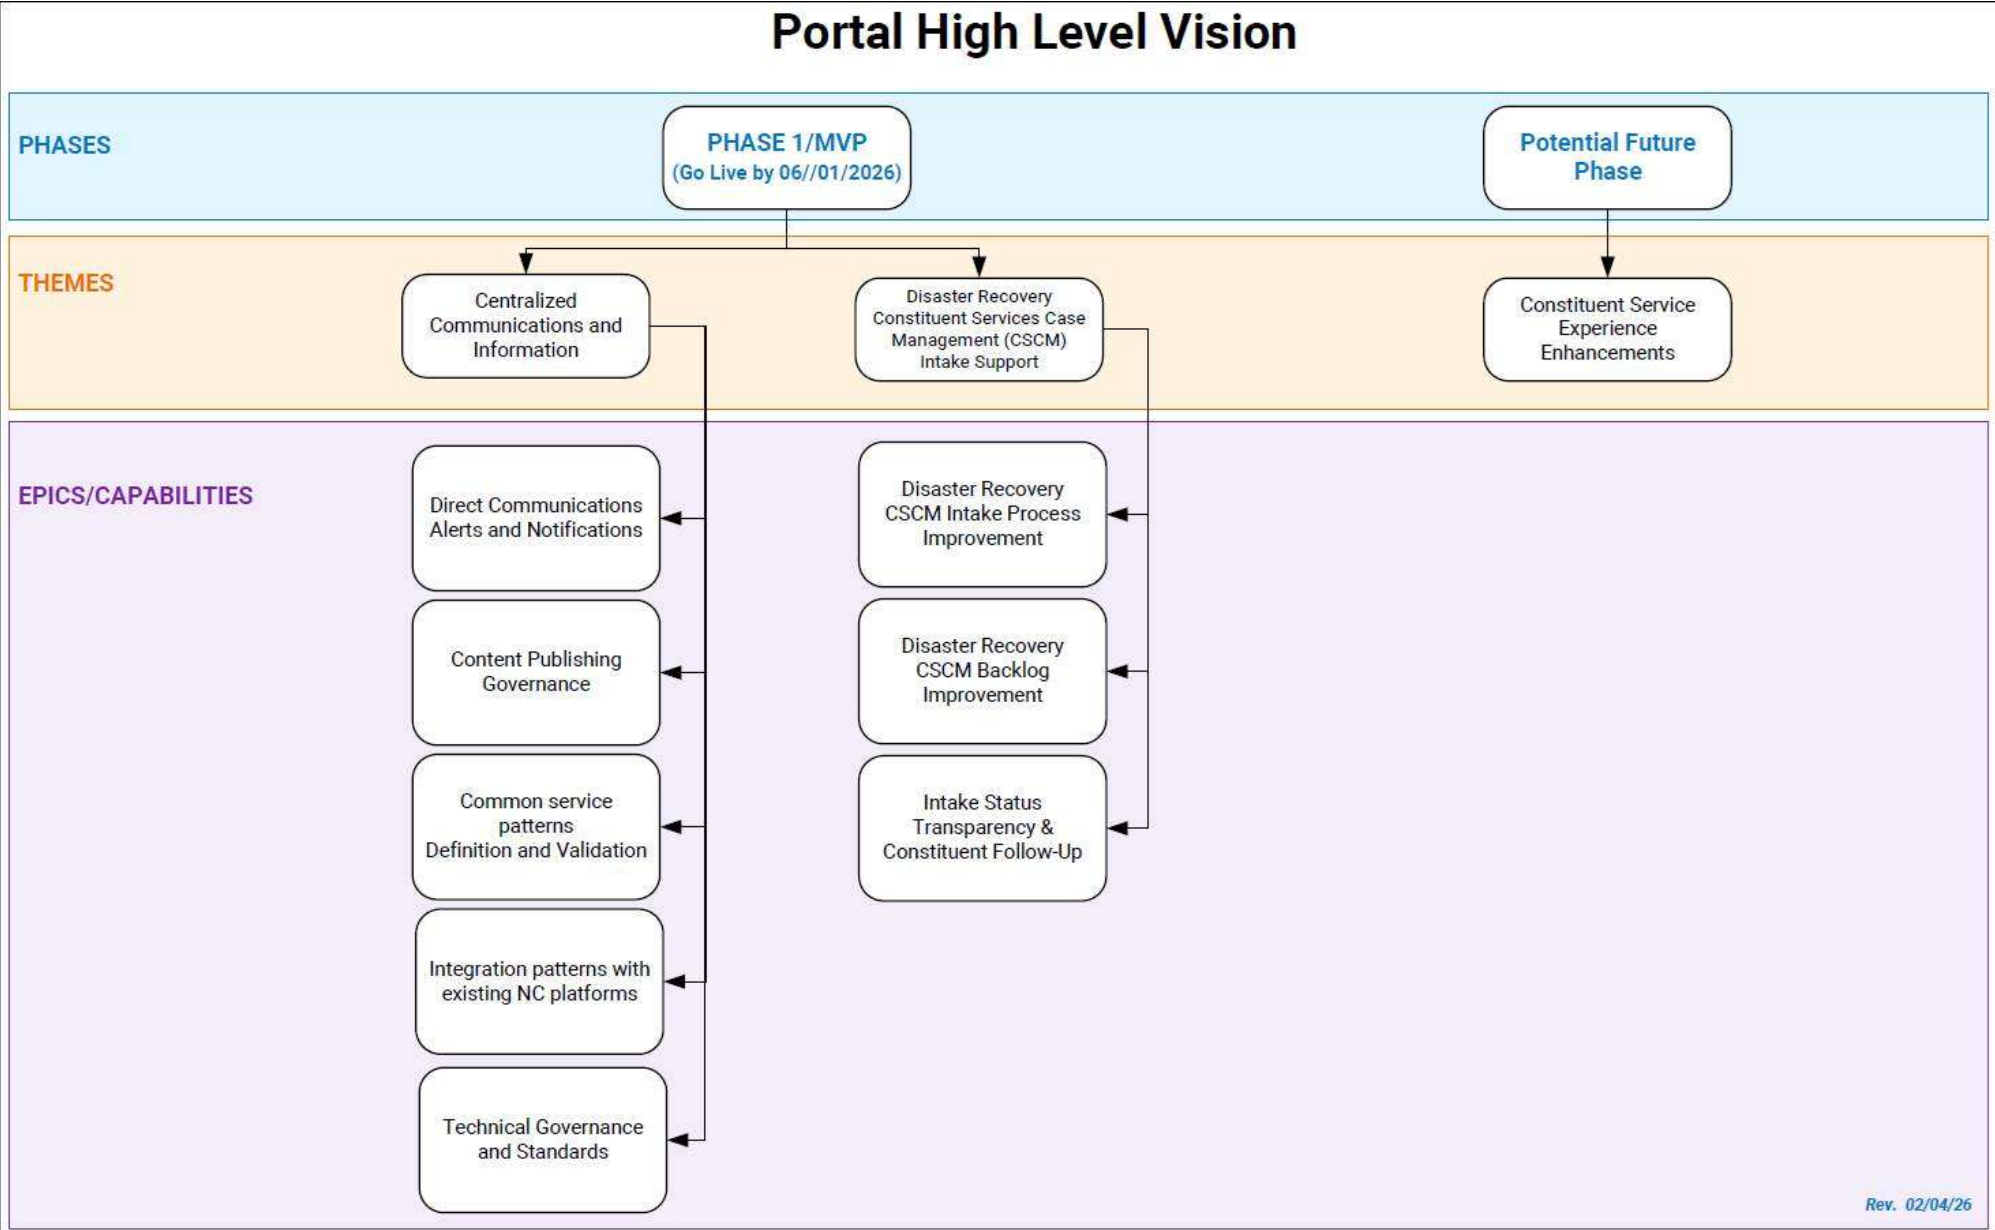 Portal High Level Vision
PHASES
PHASE 1/MVP
(Go Live by 06//01/2026)
Potential Future
Phase
THEMES
Centralized
Communications and
Information
Disaster Recovery
Constituent Services Case
Management (CSCM)
Intake Support
Constituent Service
Experience
Enhancements
EPICS/CAPABILITIES
Direct Communications
Alerts and Notifications
Disaster Recovery
CSCM Intake Process
Improvement
Content Publishing
Governance
Disaster Recovery
CSCM Backlog
Improvement
Common service
patterns
Definition and Validation
Intake Status
Transparency &
Constituent Follow-Up
Integration patterns with
existing NC platforms
Technical Governance
and Standards
Rev. 02/04/26